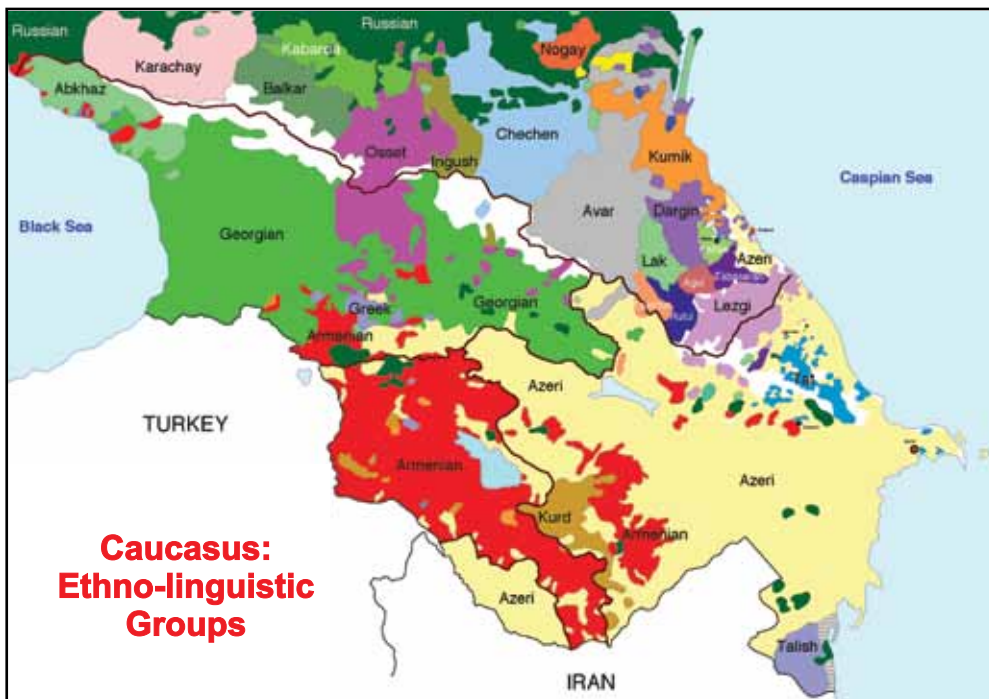 Russian
Russian
Karachay
Kabarda
Nogay
Abkhaz
Balkar
Chechen
Osset
Ingush
Kumik
Caspian Sea
Avar
Dargin
Black Sea
Georgian
Lak
Azeri
Agul
Lezgi
Rutul
Georgian
Greek
Armenian
Azeri
Tat
TURKEY
Armenian
Azeri
Kurd
Armenian
Caucasus:
Ethno-linguistic
Groups
Azeri
Talish
IRAN